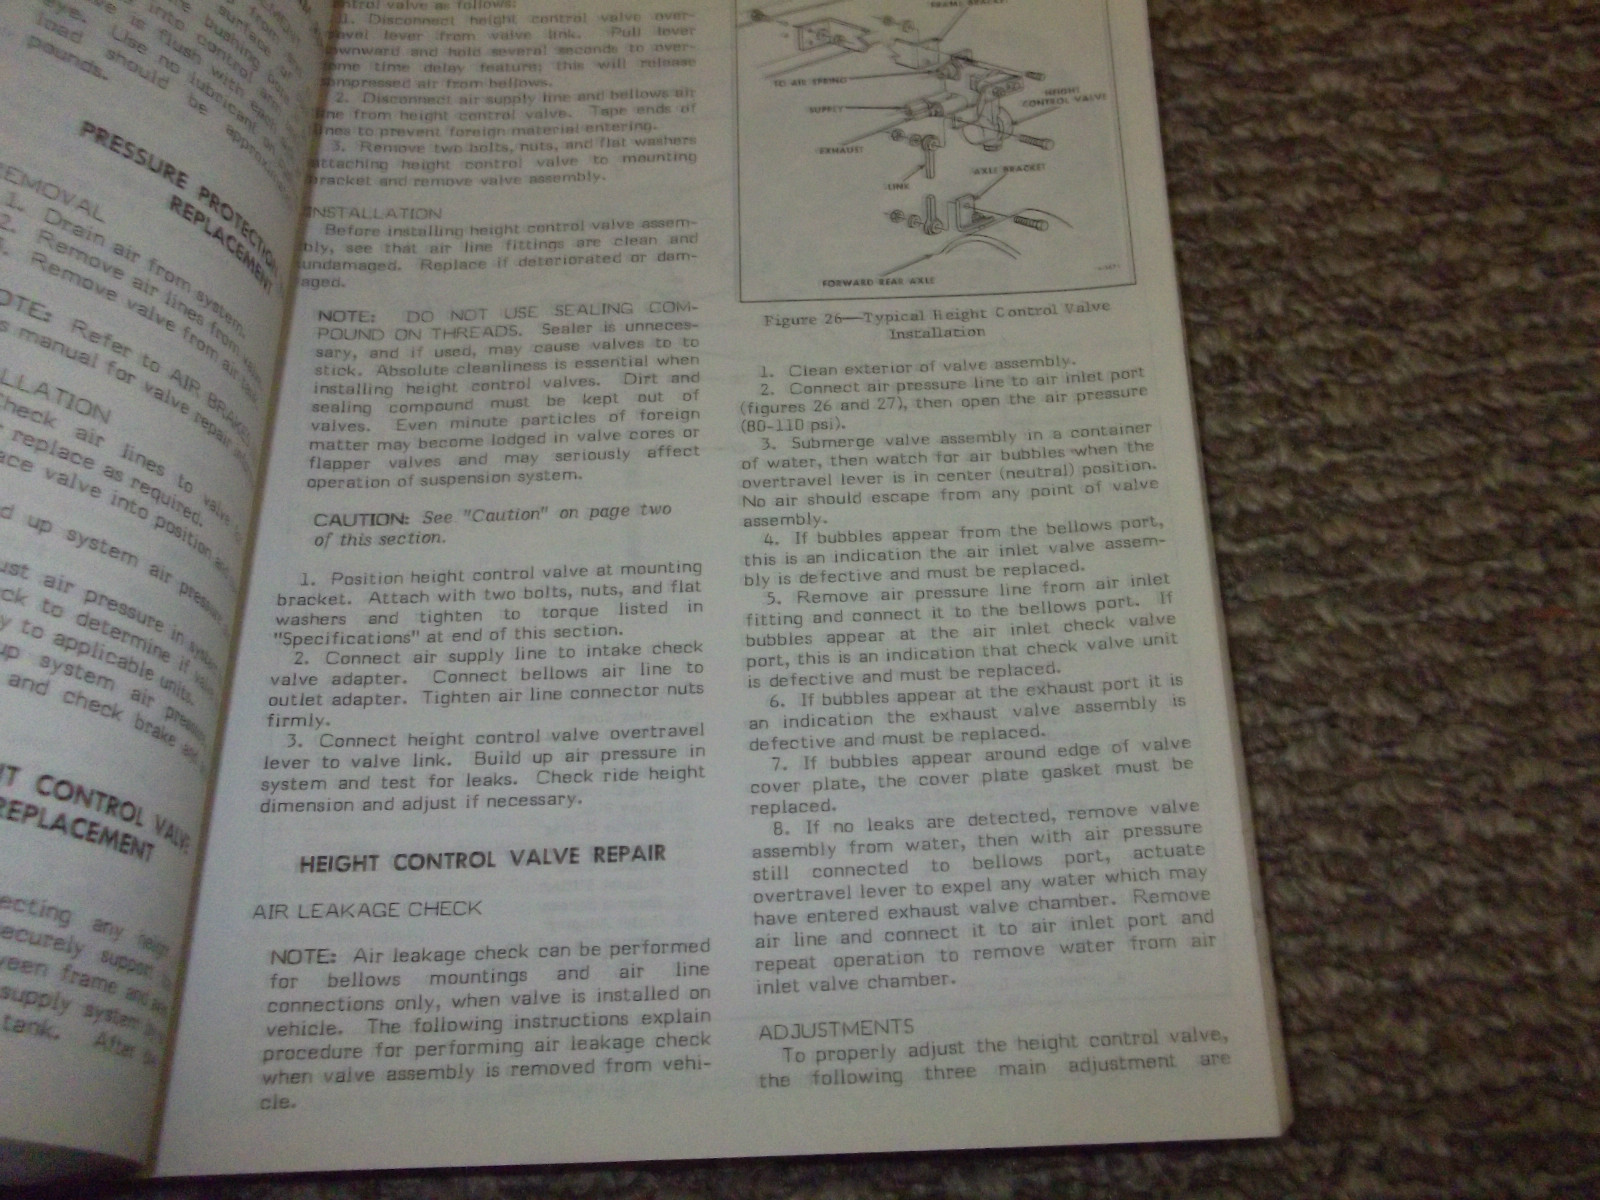 PRESSURE PROTECTION
REPLACEMENT
REMOVAL
1. Drain air from system.
2. Remove air lines from valve.
Remove valve from air tank.
Refer to AIR BRAKES
manual for valve repair
Check air lines to valve
replace as required.
valve into position and
up system air pressure
air pressure in system
to determine if
to applicable units.
up system air pressure
and check brake
CONTROL VALVE
REPLACEMENT
any height
securely support
frame and
supply system
tank. After
control valve as follows:
1. Disconnect height control valve over-
travel lever from valve link. Pull lever
downward and hold several seconds to over-
come time delay feature; this will release
compressed air from bellows.
2. Disconnect air supply line and bellows air
line from height control valve. Tape ends of
lines to prevent foreign material entering.
3. Remove two bolts, nuts, and flat washers
attaching height control valve to mounting
bracket and remove valve assembly.
INSTALLATION
Before installing height control valve assem-
bly, see that air line fittings are clean and
undamaged. Replace if deteriorated or dam-
aged.
NOTE: DO NOT USE SEALING COM-
POUND ON THREADS. Sealer is unneces-
sary, and if used, may cause valves to to
stick. Absolute cleanliness is essential when
installing height control valves. Dirt and
sealing compound must be kept out of
valves. Even minute particles of foreign
matter may become lodged in valve cores or
flapper valves and may seriously affect
operation of suspension system.
CAUTION: See "Caution" on page two
of this section.
1. Position height control valve at mounting
bracket. Attach with two bolts, nuts, and flat
washers and tighten to torque listed in
"Specifications" at end of this section.
2. Connect air supply line to intake check
valve adapter. Connect bellows air line to
outlet adapter. Tighten air line connector nuts
firmly.
3. Connect height control valve overtravel
lever to valve link. Build up air pressure in
system and test for leaks. Check ride height
dimension and adjust if necessary.
HEIGHT CONTROL VALVE REPAIR
AIR LEAKAGE CHECK
NOTE: Air leakage check can be performed
for bellows mountings and air line
connections only, when valve is installed on
vehicle. The following instructions explain
procedure for performing air leakage check
when valve assembly is removed from vehi-
cle.
TO AIR SPRING
HEIGHT
CONTROL VALVE
SUPPLY
EXHAUST
LINK
AXLE BRACKET
FORWARD REAR AXLE
Figure 26—Typical Height Control Valve
Installation
1. Clean exterior of valve assembly.
2. Connect air pressure line to air inlet port
(figures 26 and 27), then open the air pressure
(80-110 psi).
3. Submerge valve assembly in a container
of water, then watch for air bubbles when the
overtravel lever is in center (neutral) position.
No air should escape from any point of valve
assembly.
4. If bubbles appear from the bellows port,
this is an indication the air inlet valve assem-
bly is defective and must be replaced.
5. Remove air pressure line from air inlet
fitting and connect it to the bellows port. If
bubbles appear at the air inlet check valve
port, this is an indication that check valve unit
is defective and must be replaced.
6. If bubbles appear at the exhaust port it is
an indication the exhaust valve assembly is
defective and must be replaced.
7. If bubbles appear around edge of valve
cover plate, the cover plate gasket must be
replaced.
8. If no leaks are detected, remove valve
assembly from water, then with air pressure
still connected to bellows port, actuate
overtravel lever to expel any water which may
have entered exhaust valve chamber. Remove
air line and connect it to air inlet port and
repeat operation to remove water from air
inlet valve chamber.
ADJUSTMENTS
To properly adjust the height control valve,
the following three main adjustment are